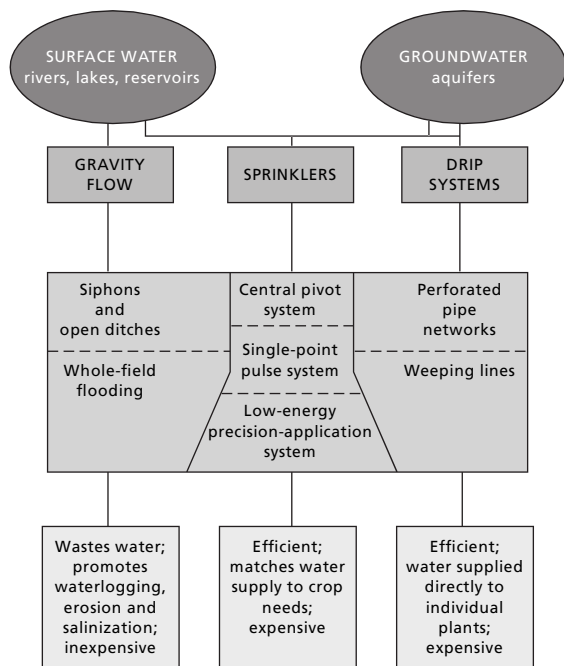 SURFACE WATER
rivers, lakes, reservoirs
GROUNDWATER
aquifers
GRAVITY
FLOW
SPRINKLERS
DRIP
SYSTEMS
Siphons
and
open ditches
Whole-field
flooding
Central pivot
system
Single-point
pulse system
Low-energy
precision-application
system
Perforated
pipe
networks
Weeping lines
Wastes water;
promotes
waterlogging,
erosion and
salinization;
inexpensive
Efficient;
matches water
supply to crop
needs;
expensive
Efficient;
water supplied
directly to
individual
plants;
expensive